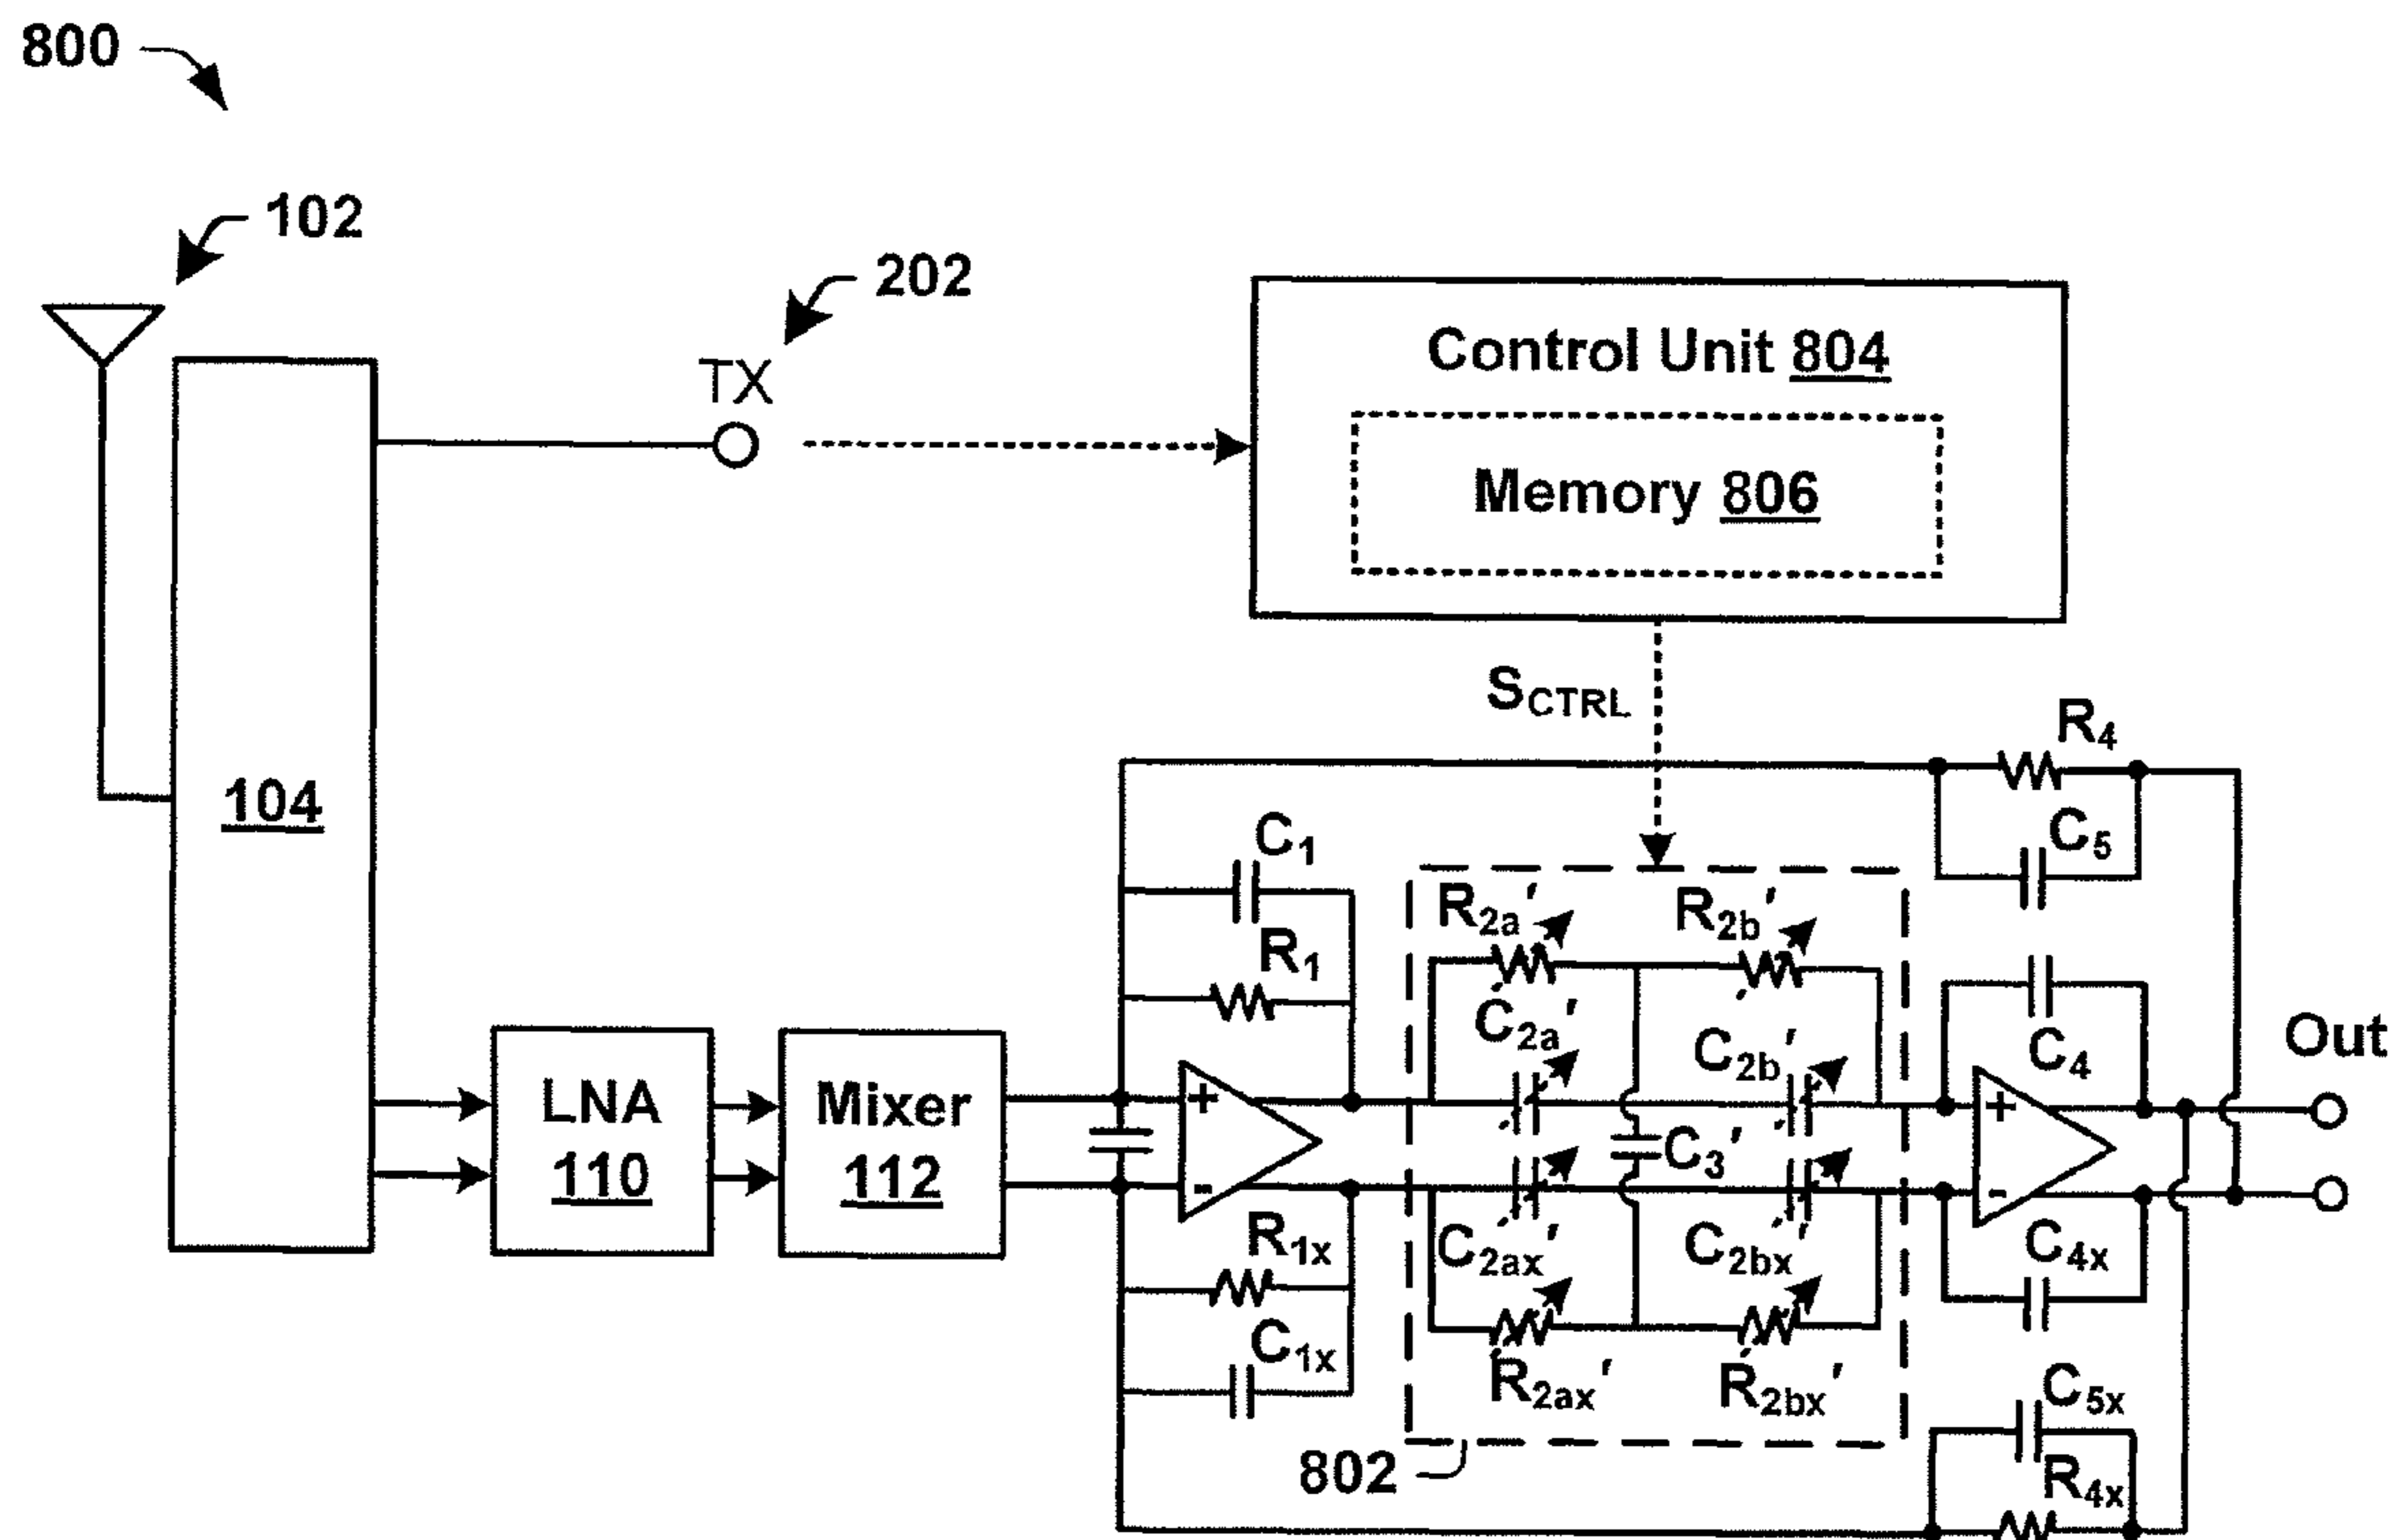 800
102
202
TX
Control Unit 804
Memory 806
S_CTRL
104
R₄
C₅
C₁
R₁
R₂ₐ'
R₂b'
C₂ₐ'
C₂b'
C₄
Out
LNA
110
Mixer
112
+
-
C₃'
+
-
R₁ₓ
C₁ₓ
C₂ₐₓ'
C₂bₓ'
C₄ₓ
R₂ₐₓ'
R₂bₓ'
C₅ₓ
R₄ₓ
802